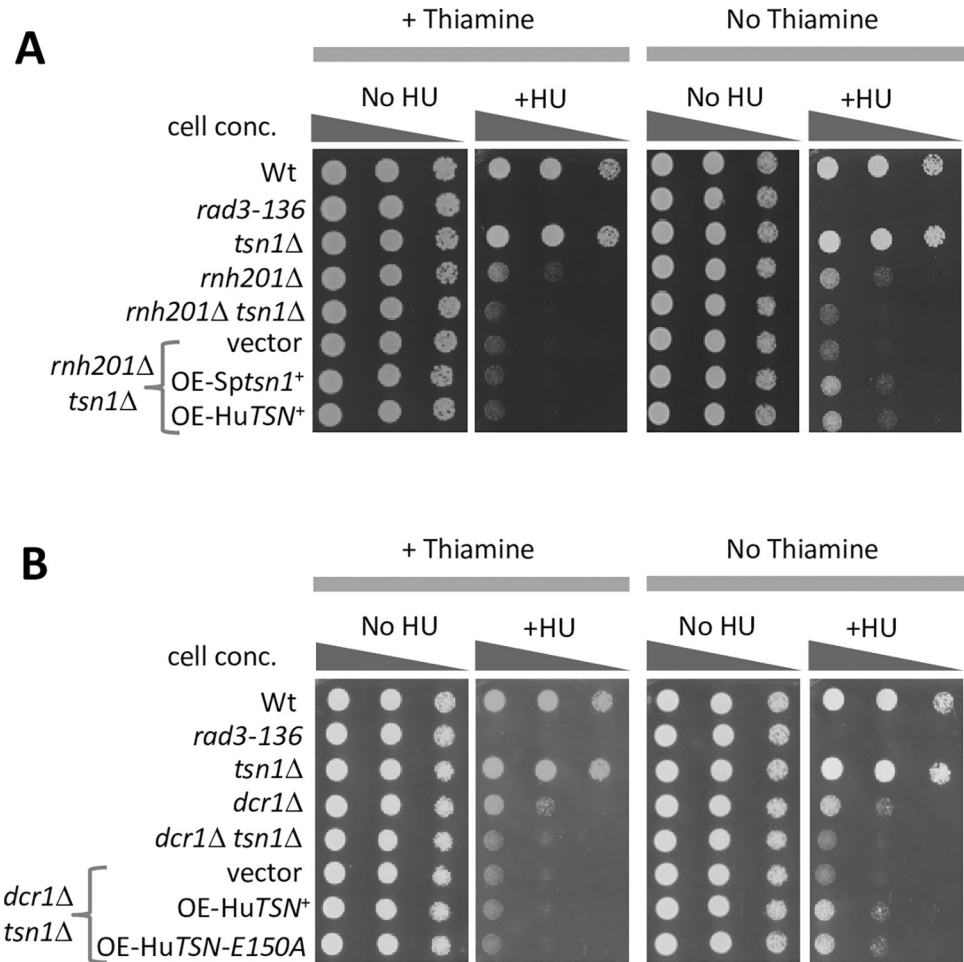 A
+ Thiamine
No Thiamine
No HU
+HU
No HU
+HU
cell conc.
Wt
rad3-136
tsn1Δ
rnh201Δ
rnh201Δ tsn1Δ
rnh201Δ
tsn1Δ
vector
OE-Sptsn1⁺
OE-HuTSN⁺
B
+ Thiamine
No Thiamine
No HU
+HU
No HU
+HU
cell conc.
Wt
rad3-136
tsn1Δ
dcr1Δ
dcr1Δ tsn1Δ
dcr1Δ
tsn1Δ
vector
OE-HuTSN⁺
OE-HuTSN-E150A